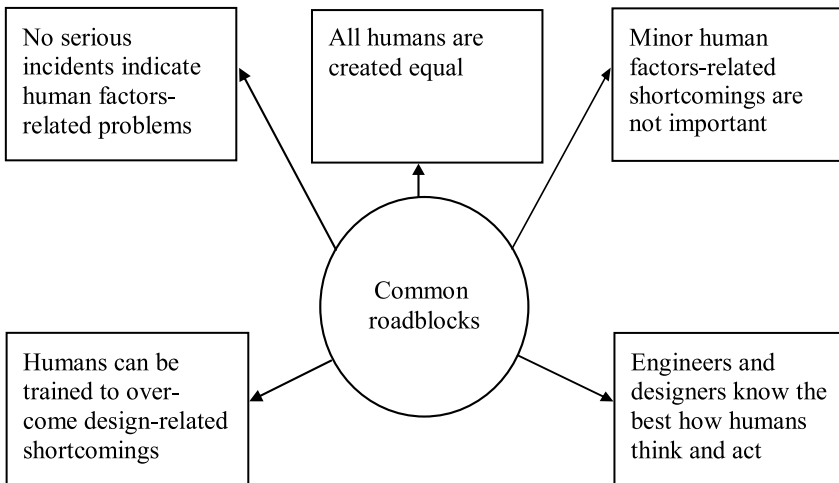 No serious
incidents indicate
human factors-
related problems
All humans are
created equal
Minor human
factors-related
shortcomings are
not important
Common
roadblocks
Humans can be
trained to over-
come design-related
shortcomings
Engineers and
designers know the
best how humans
think and act